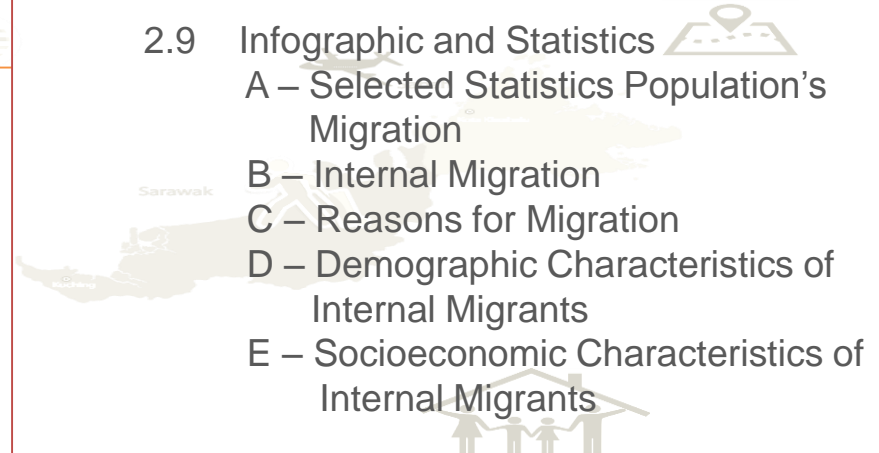 2.9 Infographic and Statistics
A – Selected Statistics Population’s
Migration
B – Internal Migration
Sarawak
C – Reasons for Migration
D – Demographic Characteristics of
Kuching
Internal Migrants
E – Socioeconomic Characteristics of
Internal Migrants